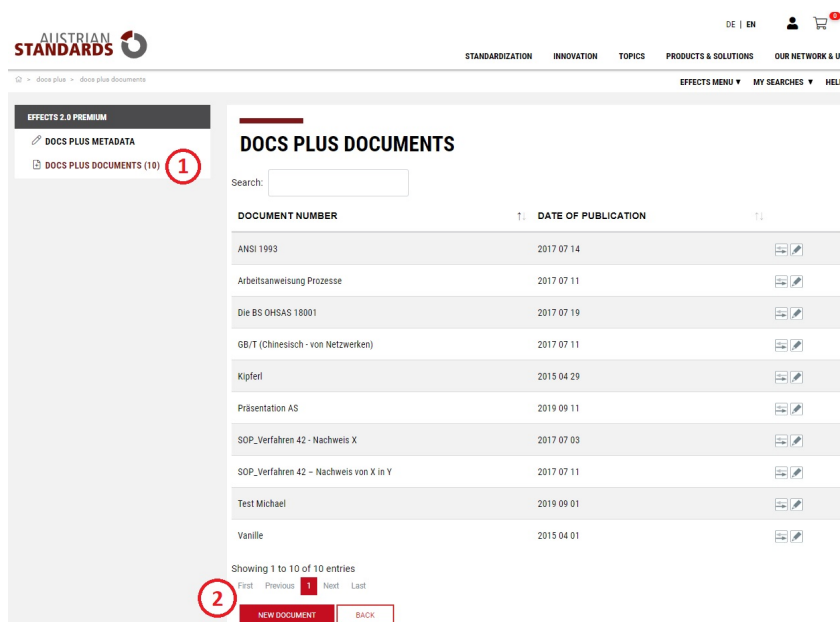 DE | EN
0
AUSTRIAN
STANDARDS
STANDARDIZATION INNOVATION TOPICS PRODUCTS & SOLUTIONS OUR NETWORK & U
> docs plus > docs plus documents
EFFECTS MENU ▼ MY SEARCHES ▼ HEL
EFFECTS 2.0 PREMIUM
DOCS PLUS METADATA
DOCS PLUS DOCUMENTS (10)
1
DOCS PLUS DOCUMENTS
Search:
DOCUMENT NUMBER ↑↓ DATE OF PUBLICATION ↑↓
ANSI 1993 2017 07 14
Arbeitsanweisung Prozesse 2017 07 11
Die BS OHSAS 18001 2017 07 19
GB/T (Chinesisch - von Netzwerken) 2017 07 11
Kipferl 2015 04 29
Präsentation AS 2019 09 11
SOP_Verfahren 42 - Nachweis X 2017 07 03
SOP_Verfahren 42 – Nachweis von X in Y 2017 07 11
Test Michael 2019 09 01
Vanille 2015 04 01
Showing 1 to 10 of 10 entries
First Previous 1 Next Last
2
NEW DOCUMENT BACK